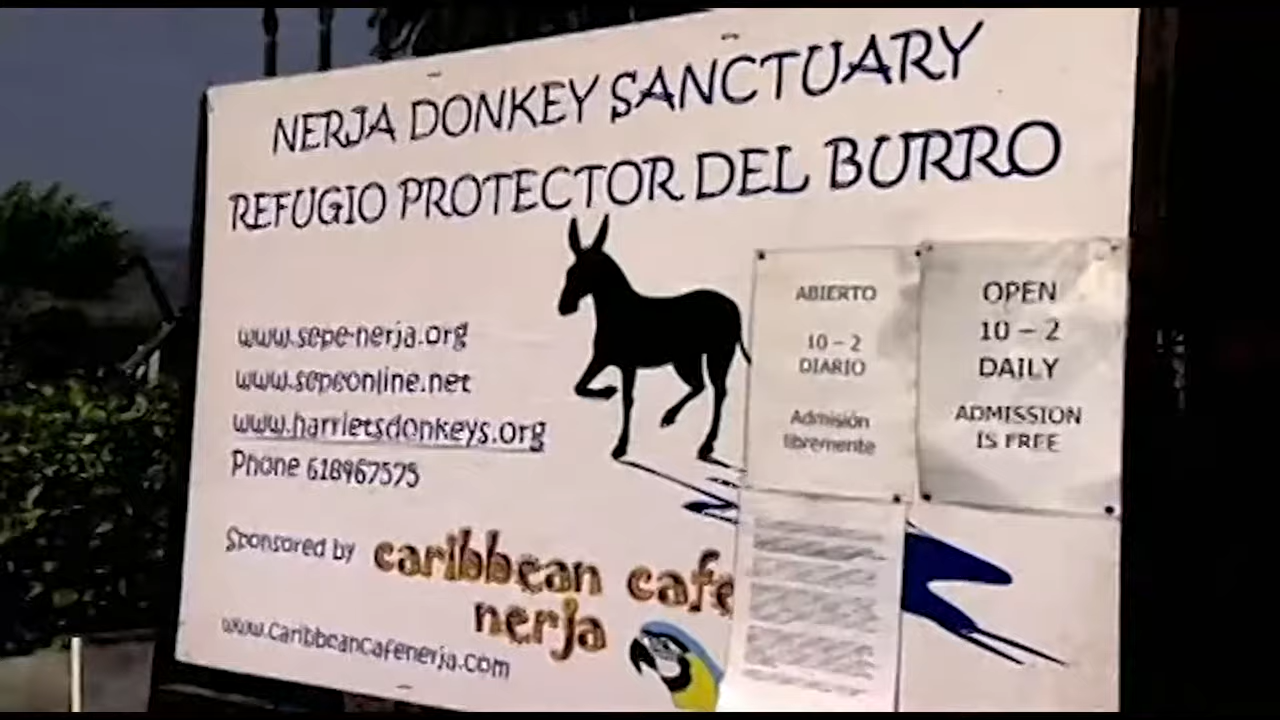 NERJA DONKEY SANCTUARY
REFUGIO PROTECTOR DEL BURRO
www.sepe-nerja.org
www.sepeonline.net
www.harrietsdonkeys.org
Phone 618967575
Sponsored by caribbean cafe
nerja
www.caribbeancafenerja.com
ABIERTO
10 – 2
DIARIO
Admisión
libremente
OPEN
10 – 2
DAILY
ADMISSION
IS FREE